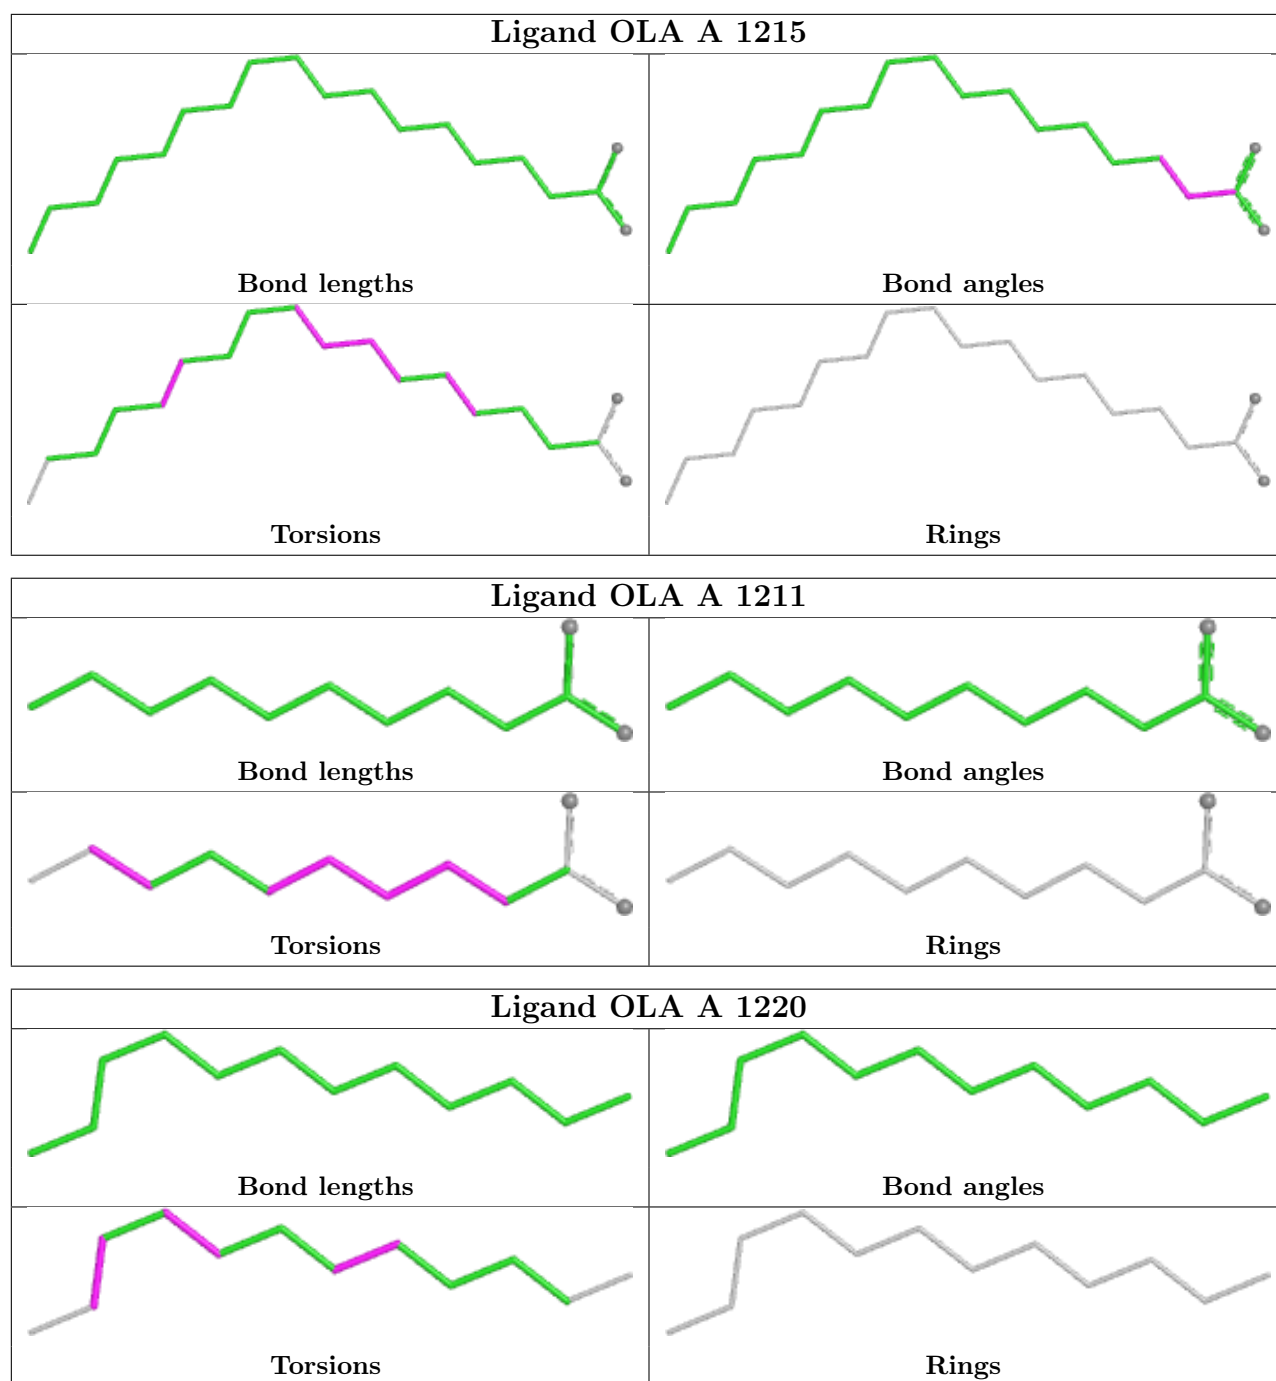 Ligand OLA A 1215
Bond lengths
Bond angles
Torsions
Rings
Ligand OLA A 1211
Bond lengths
Bond angles
Torsions
Rings
Ligand OLA A 1220
Bond lengths
Bond angles
Torsions
Rings